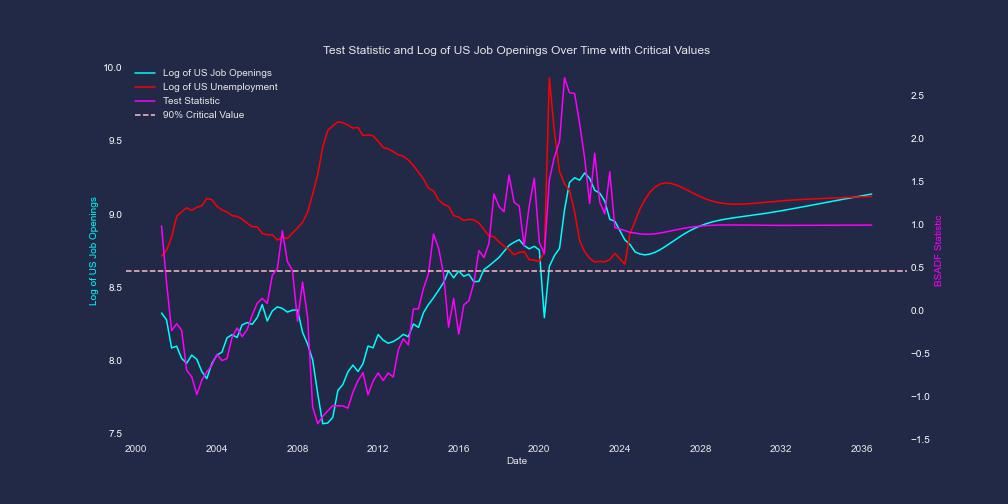 Test Statistic and Log of US Job Openings Over Time with Critical Values
Log of US Job Openings
Log of US Unemployment
Test Statistic
90% Critical Value
10.0
9.5
9.0
8.5
8.0
7.5
Log of US Job Openings
2.5
2.0
1.5
1.0
0.5
0.0
−0.5
−1.0
−1.5
BSADF Statistic
2000 2004 2008 2012 2016 2020 2024 2028 2032 2036
Date